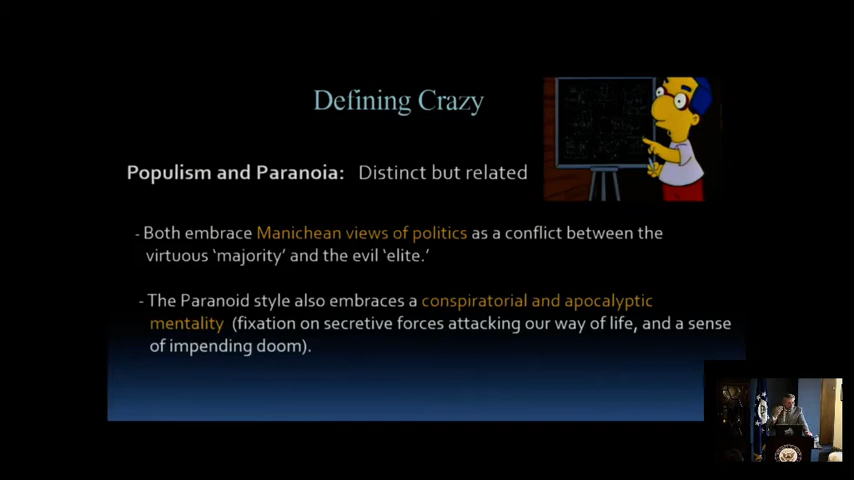 Defining Crazy
Populism and Paranoia: Distinct but related
- Both embrace Manichean views of politics as a conflict between the
virtuous ‘majority’ and the evil ‘elite.’
- The Paranoid style also embraces a conspiratorial and apocalyptic
mentality (fixation on secretive forces attacking our way of life, and a sense
of impending doom).